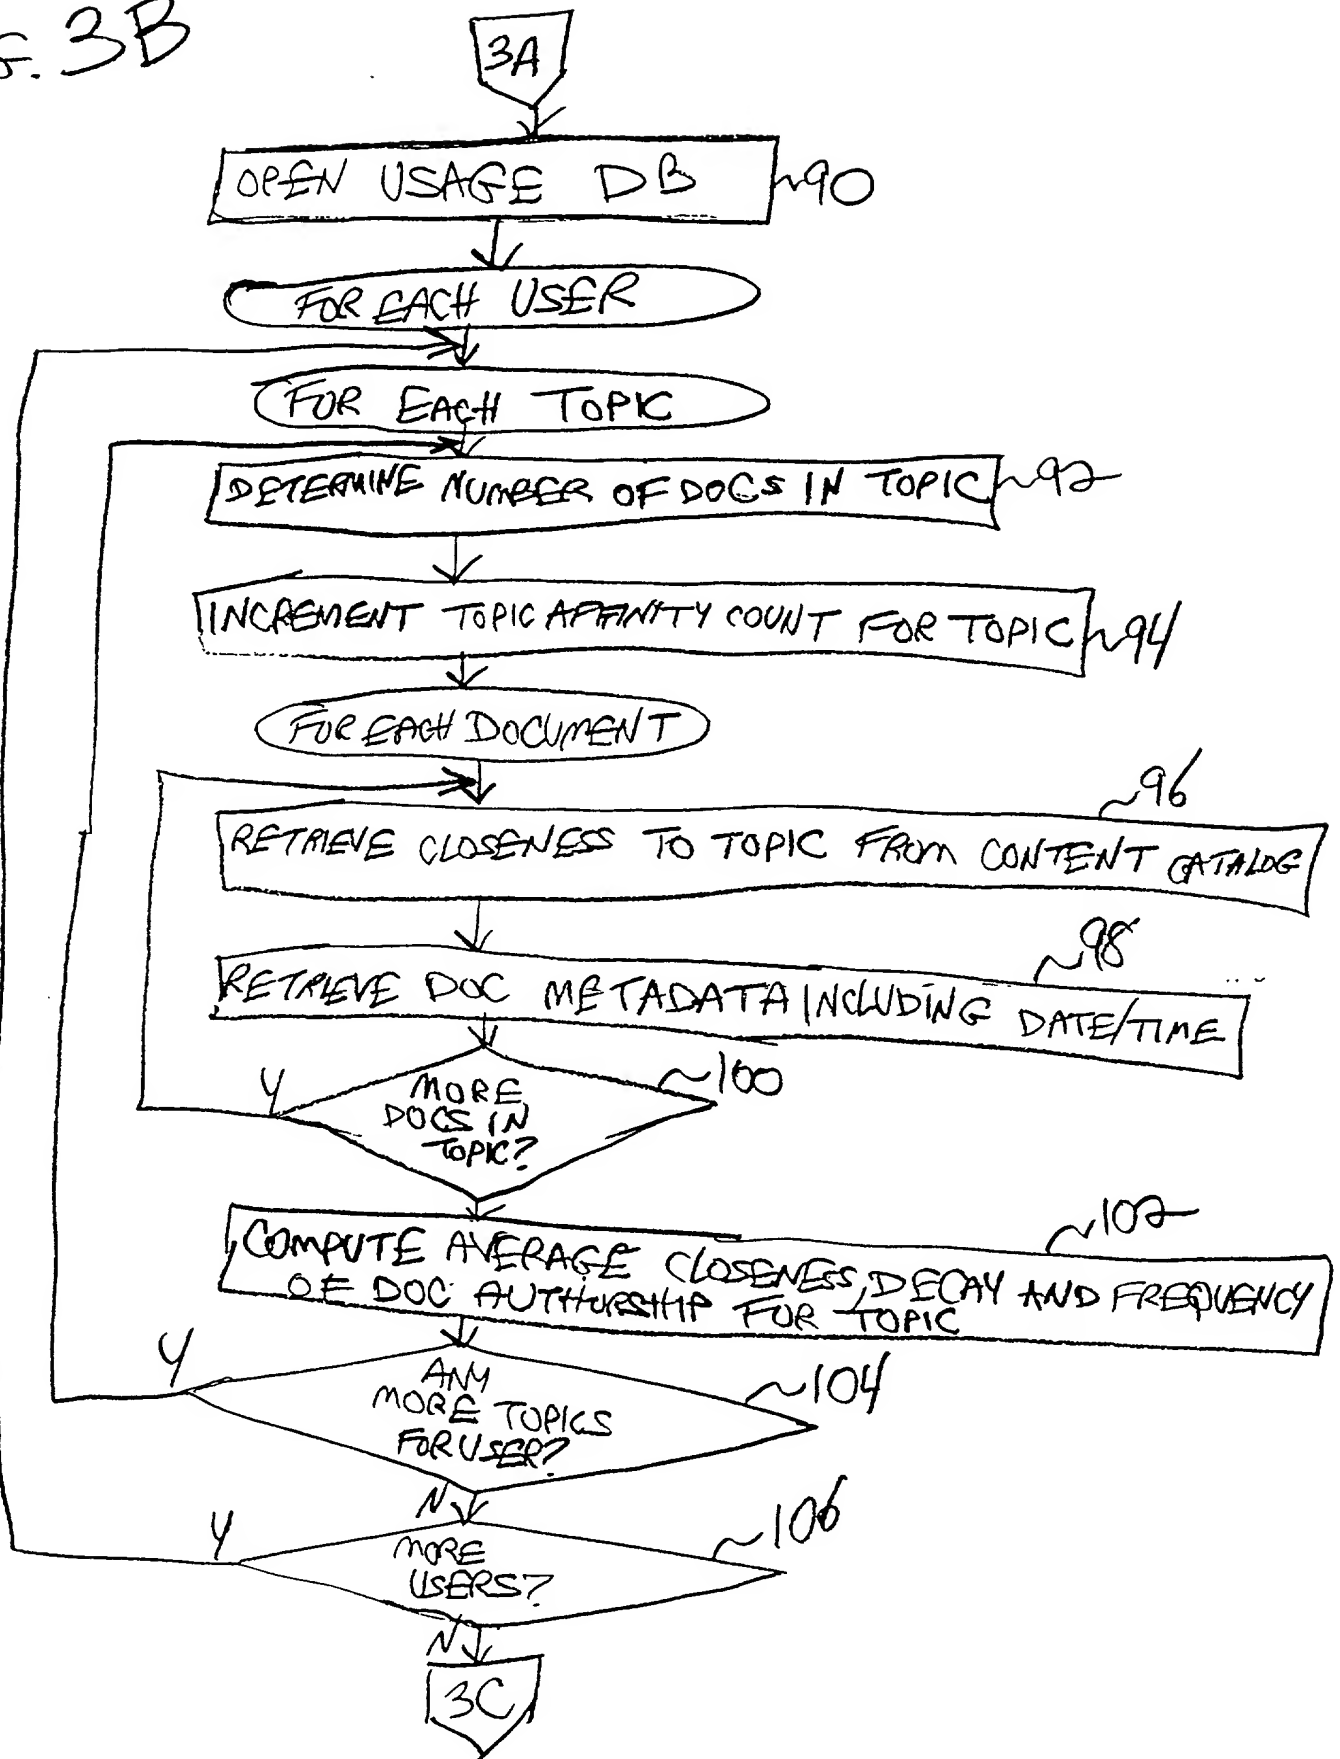 G. 3B
3A
OPEN USAGE DB
90
FOR EACH USER
FOR EACH TOPIC
DETERMINE NUMBER OF DOCS IN TOPIC
92
INCREMENT TOPIC AFFINITY COUNT FOR TOPIC
94
FOR EACH DOCUMENT
96
RETRIEVE CLOSENESS TO TOPIC FROM CONTENT CATALOG
98
RETRIEVE DOC METADATA INCLUDING DATE/TIME
100
Y
MORE
DOCS IN
TOPIC?
102
COMPUTE AVERAGE CLOSENESS, DECAY AND FREQUENCY
OF DOC AUTHORSHIP FOR TOPIC
Y
104
ANY
MORE TOPICS
FOR USER?
N
Y
106
MORE
USERS?
N
3C